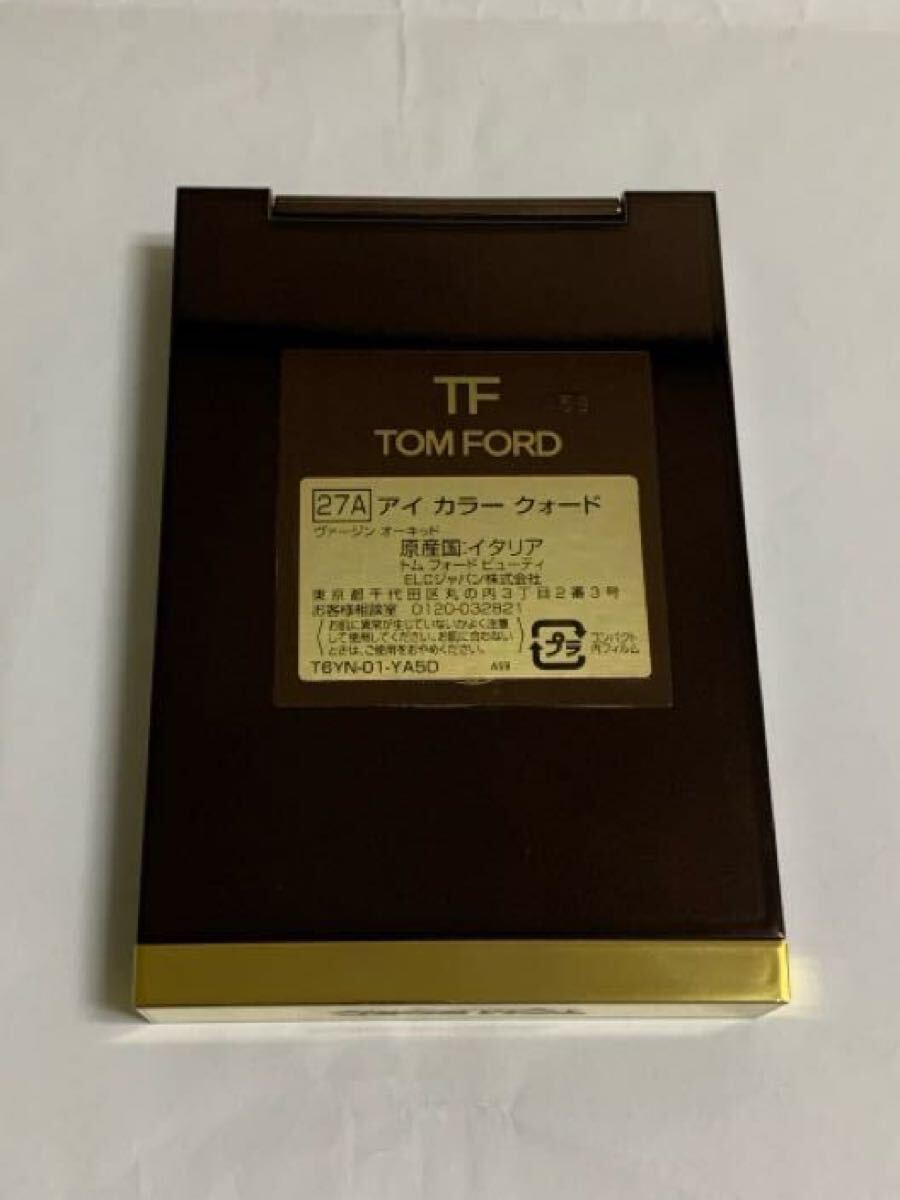 TF
TOM FORD
27A アイ カラー クォード
ヴァージン オーキッド
原産国:イタリア
トム フォード ビューティ
ELCジャパン株式会社
東京都千代田区丸の内3丁目2番3号
お客様相談室 0120-032821
お肌に異常が生じていないかよく注意
して使用してください。お肌に合わない
ときは、ご使用をおやめください。
プラ
コンパクト
内フィルム
T6YN-01-YA5D
TOM FORD